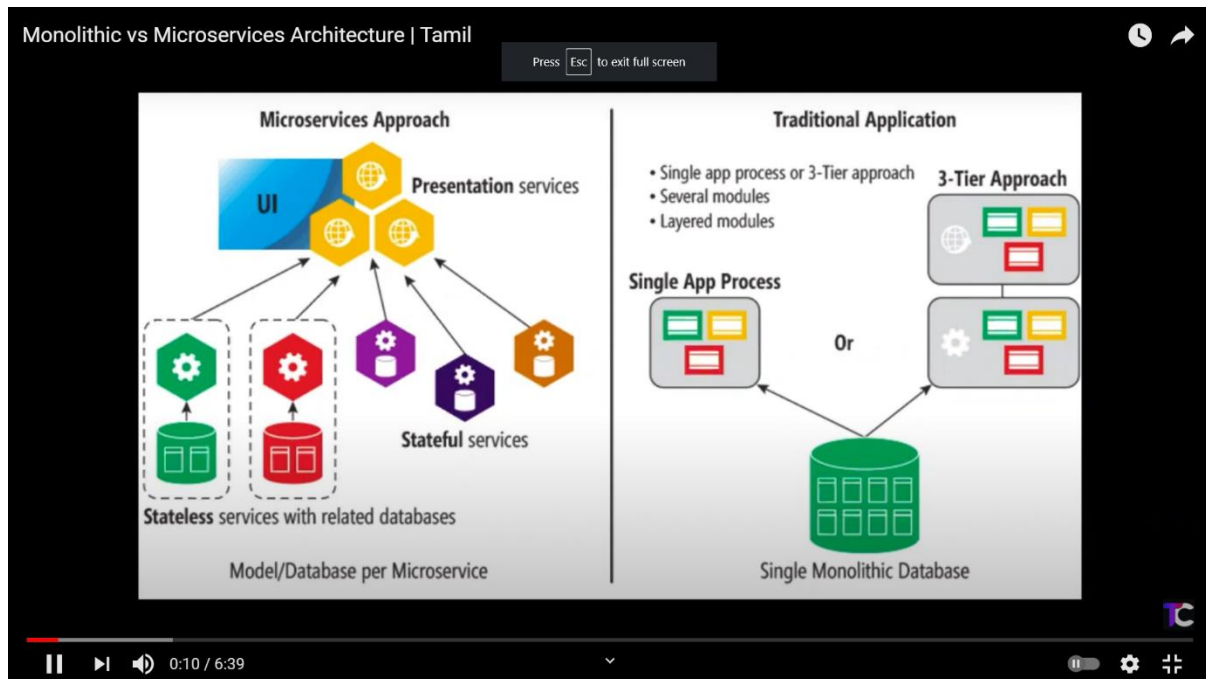 Monolithic vs Microservices Architecture | Tamil
Press Esc to exit full screen
Microservices Approach
UI
Presentation services
Stateful services
Stateless services with related databases
Model/Database per Microservice
Traditional Application
• Single app process or 3-Tier approach
• Several modules
• Layered modules
3-Tier Approach
Single App Process
Or
Single Monolithic Database
TC
0:10 / 6:39